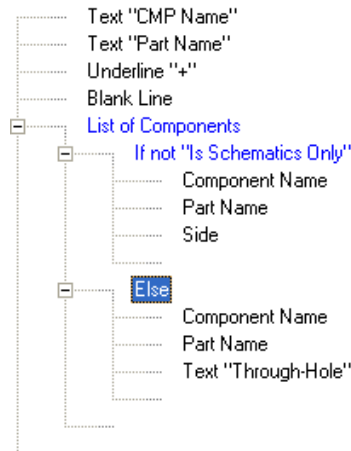 Text "CMP Name"
Text "Part Name"
Underline "+"
Blank Line
List of Components
If not "Is Schematics Only"
Component Name
Part Name
Side
Else
Component Name
Part Name
Text "Through-Hole"